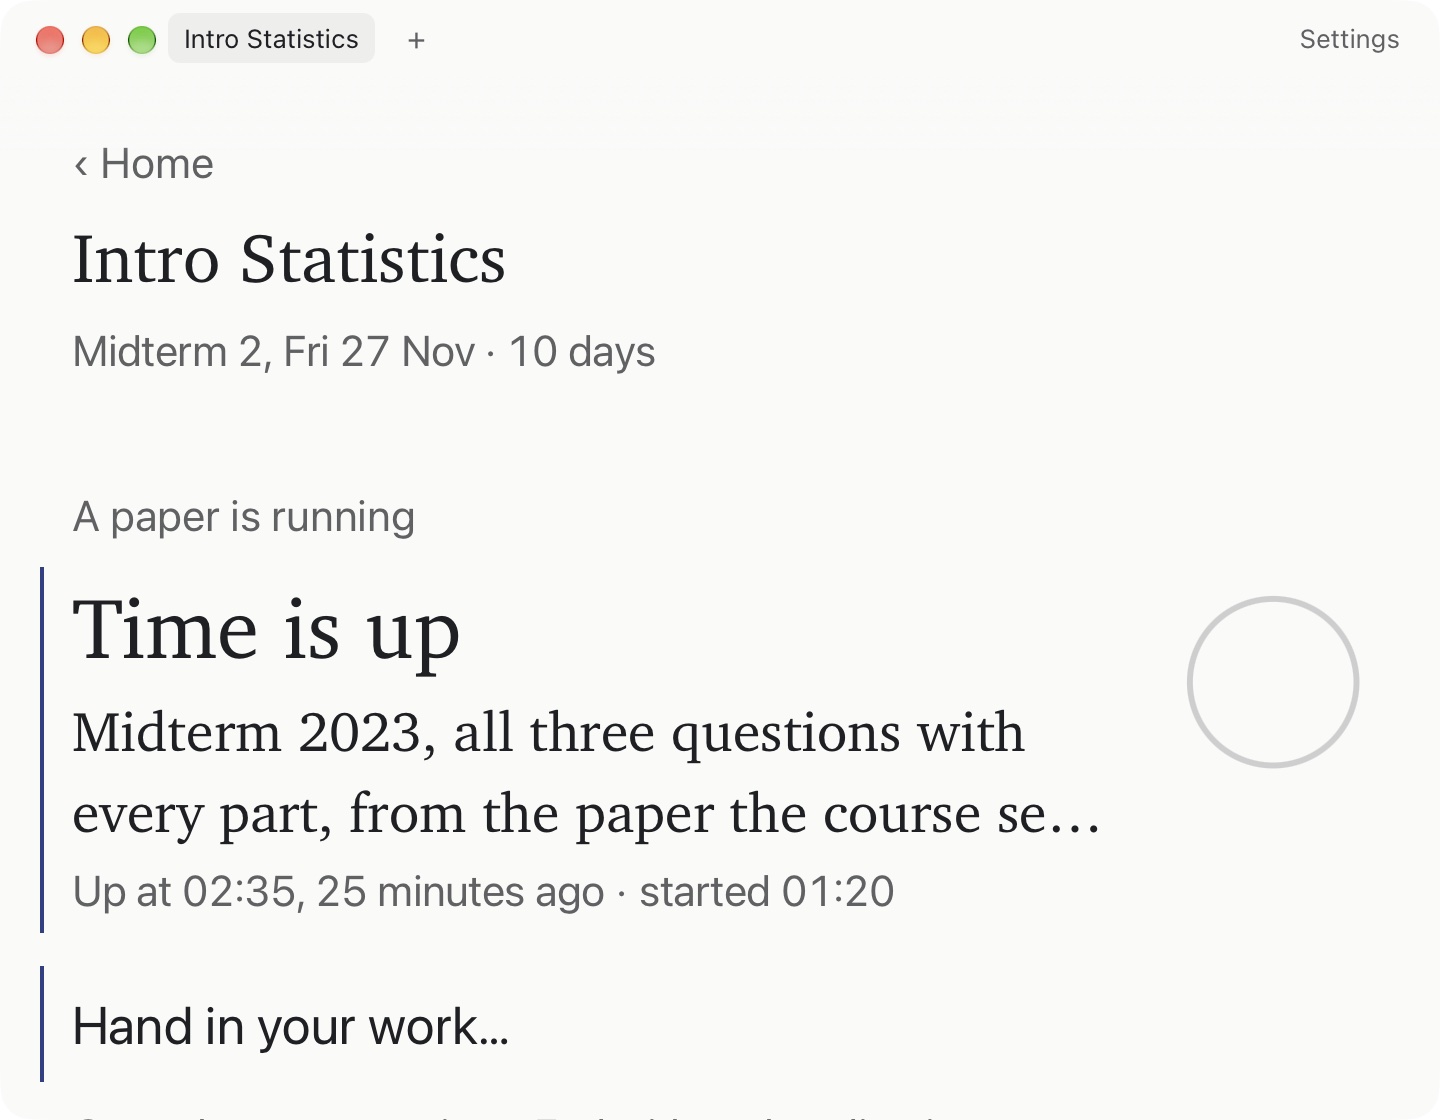 Intro Statistics
+
Settings
‹ Home
Intro Statistics
Midterm 2, Fri 27 Nov · 10 days
A paper is running
Time is up
Midterm 2023, all three questions with
every part, from the paper the course se…
Up at 02:35, 25 minutes ago · started 01:20
Hand in your work…